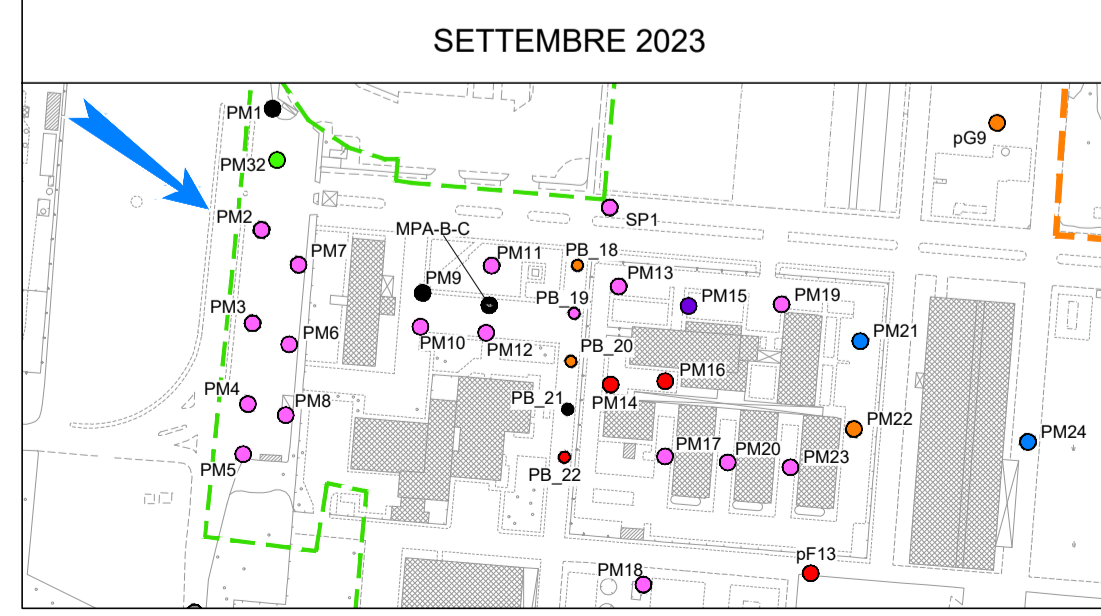 SETTEMBRE 2023
PM1
pG9
PM32
PM2
SP1
MPA-B-C
PM7
PM11
PB_18
PM13
PM9
PB_19
PM15
PM19
PM3
PM6
PM10
PM12
PB_20
PM21
PM16
PM4
PM8
PB_21
PM14
PM22
PM24
PM5
PB_22
PM17
PM20
PM23
pF13
PM18